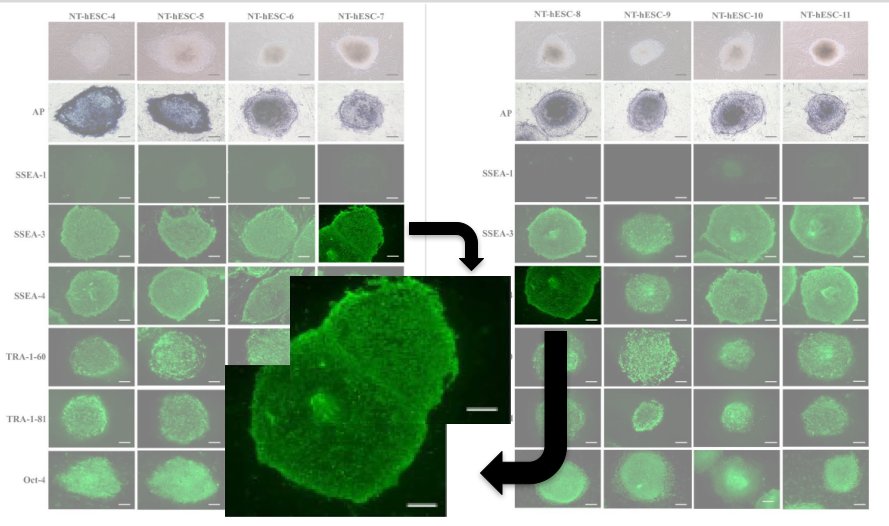 NT-hESC-4 NT-hESC-5 NT-hESC-6 NT-hESC-7 NT-hESC-8 NT-hESC-9 NT-hESC-10 NT-hESC-11
AP AP
SSEA-1 SSEA-1
SSEA-3 SSEA-3
SSEA-4
TRA-1-60
TRA-1-81
Oct-4